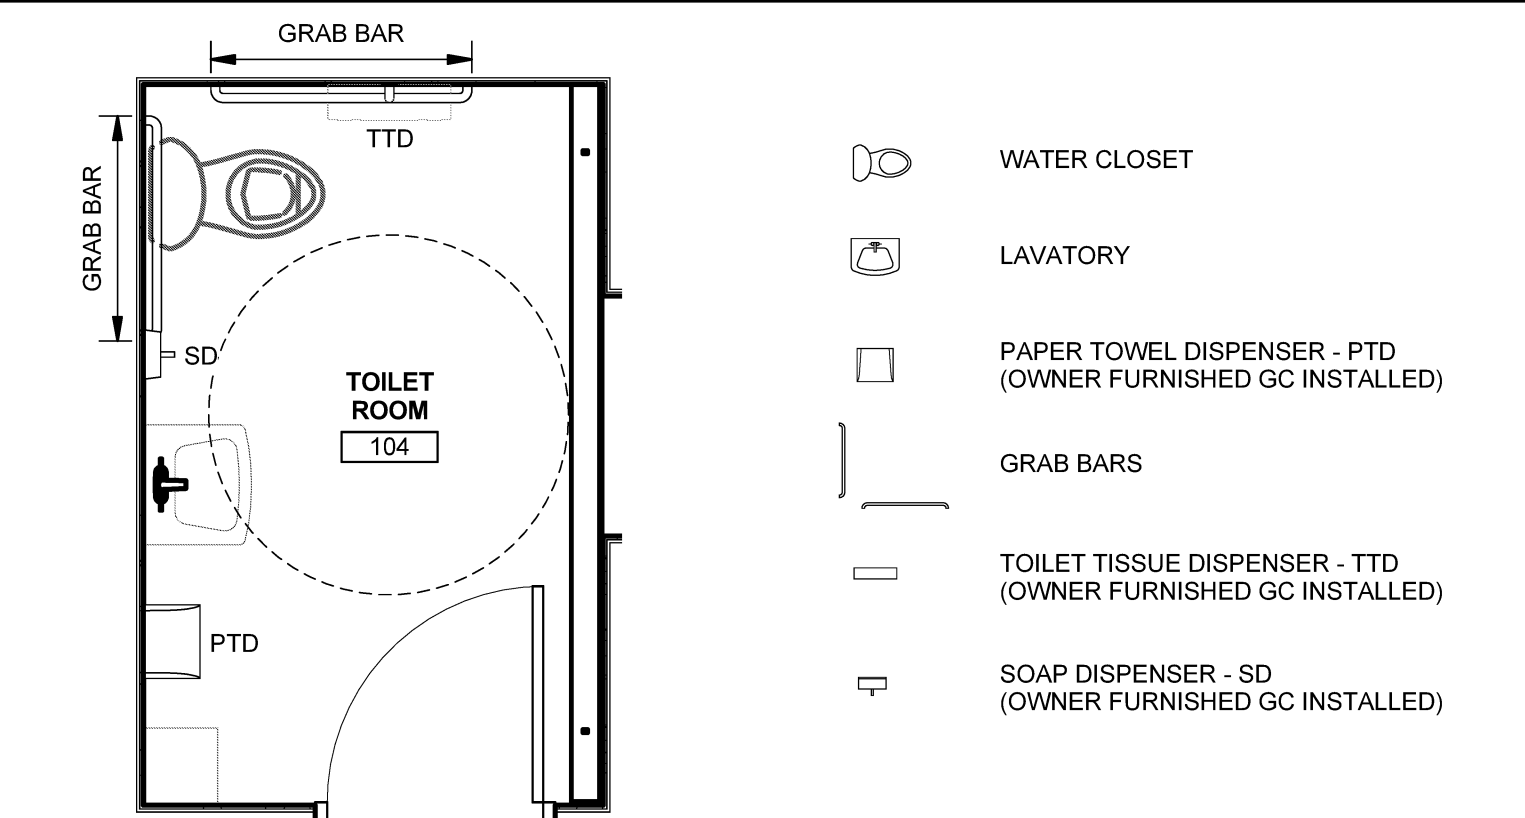 GRAB BAR
TTD
GRAB BAR
SD
TOILET
ROOM
104
PTD
WATER CLOSET
LAVATORY
PAPER TOWEL DISPENSER - PTD
(OWNER FURNISHED GC INSTALLED)
GRAB BARS
TOILET TISSUE DISPENSER - TTD
(OWNER FURNISHED GC INSTALLED)
SOAP DISPENSER - SD
(OWNER FURNISHED GC INSTALLED)